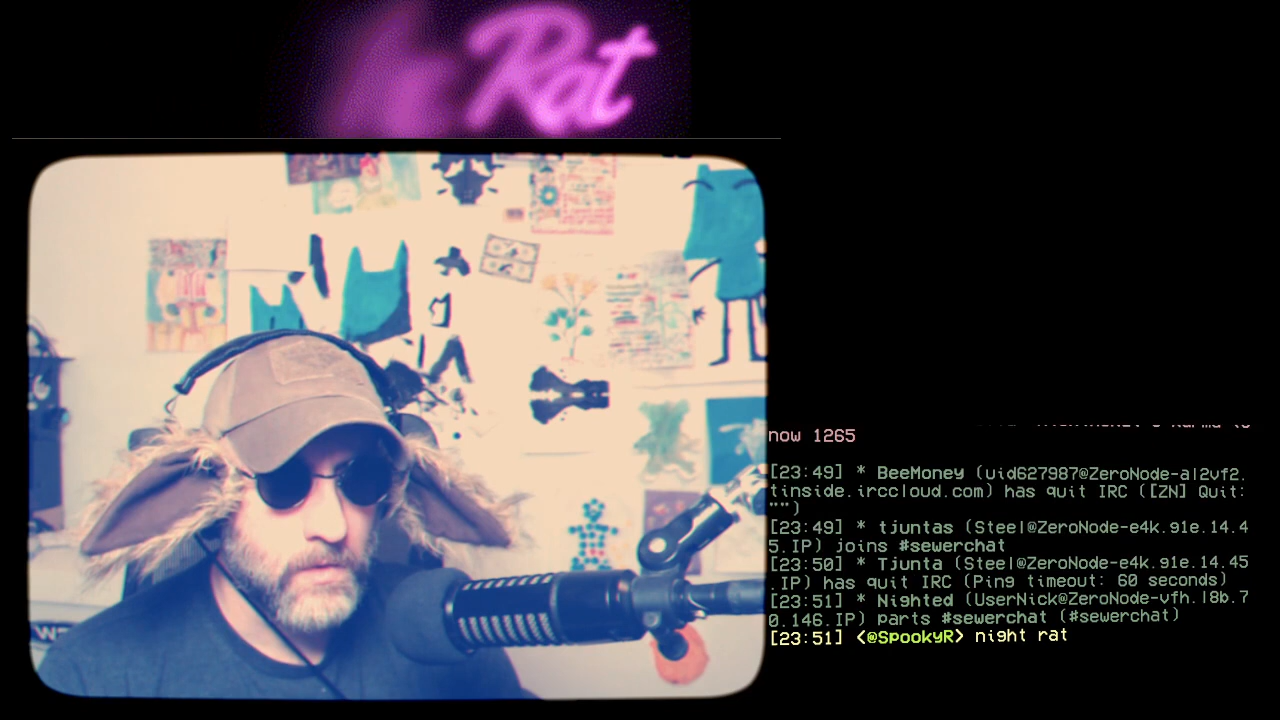 Rat
now 1265
[23:49] * BeeMoney (uid627987@ZeroNode-al2vf2.
tinside.irccloud.com) has quit IRC ([ZN] Quit:
"")
[23:49] * tjuntas (Steel@ZeroNode-e4k.91e.14.4
5.IP) joins #sewerchat
[23:50] * Tjunta (Steel@ZeroNode-e4k.91e.14.45
.IP) has quit IRC (Ping timeout: 60 seconds)
[23:51] * Nighted (UserNick@ZeroNode-vfh.l8b.7
0.146.IP) parts #sewerchat (#sewerchat)
[23:51] <@SpookyR> night rat